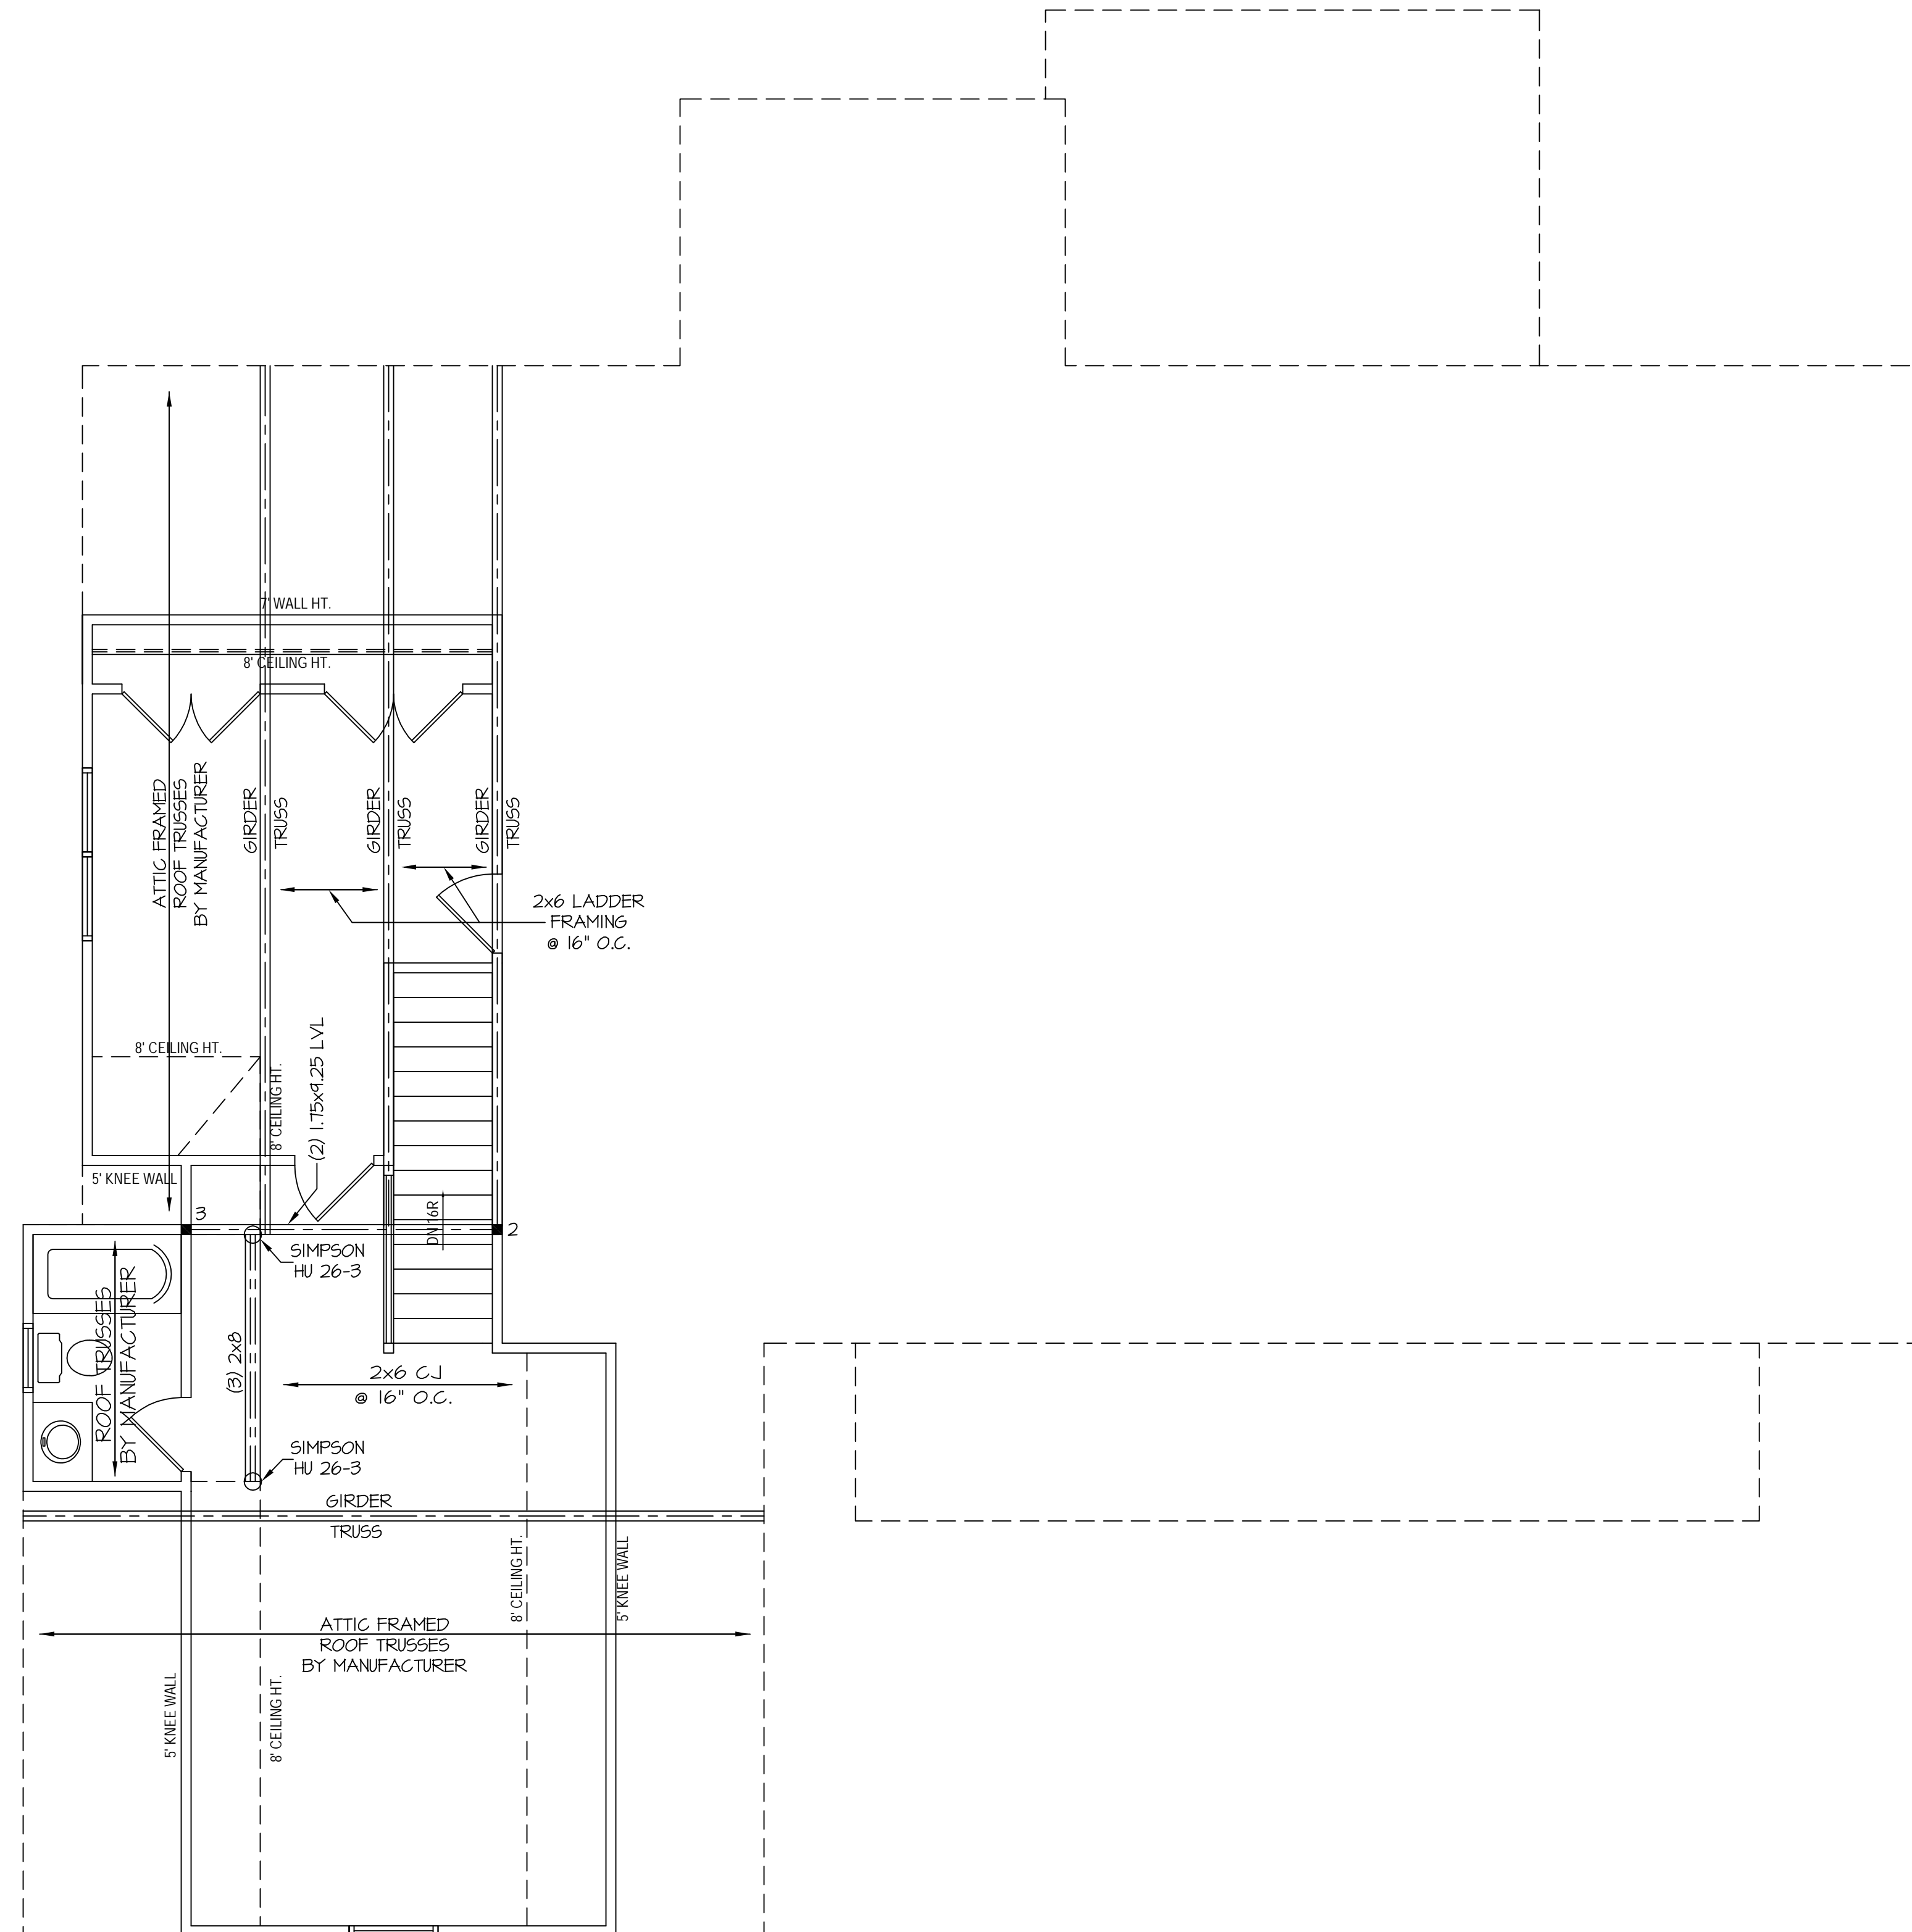 7' WALL HT.
8' CEILING HT.
ATTIC FRAMED
ROOF TRUSSES
BY MANUFACTURER
GIRDER
TRUSS
GIRDER
TRUSS
GIRDER
TRUSS
2x6 LADDER
FRAMING
@ 16" O.C.
8' CEILING HT.
8' CEILING HT.
(2) 1.75x9.25 LVL
5' KNEE WALL
3
2
DN 16R
SIMPSON
HU 26-3
ROOF TRUSSES
BY MANUFACTURER
(3) 2x8
2x6 CJ
@ 16" O.C.
SIMPSON
HU 26-3
GIRDER
TRUSS
8' CEILING HT.
5' KNEE WALL
ATTIC FRAMED
ROOF TRUSSES
BY MANUFACTURER
5' KNEE WALL
8' CEILING HT.